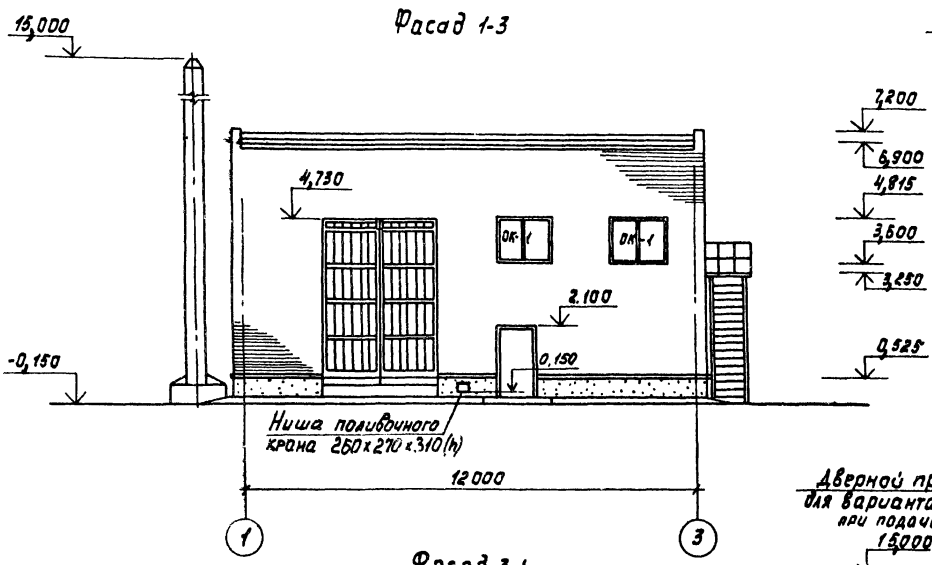 Фасад 1-3
15,000
7,200
6,900
4,730
4,815
ОК-1
ОК-1
3,600
3,250
2.100
-0,150
0,150
0,525
Ниша поливочного
крана 260х270х310(h)
12000
Дверной пр
для варианта
при подач
1
3
15,000
Фасад 3-1